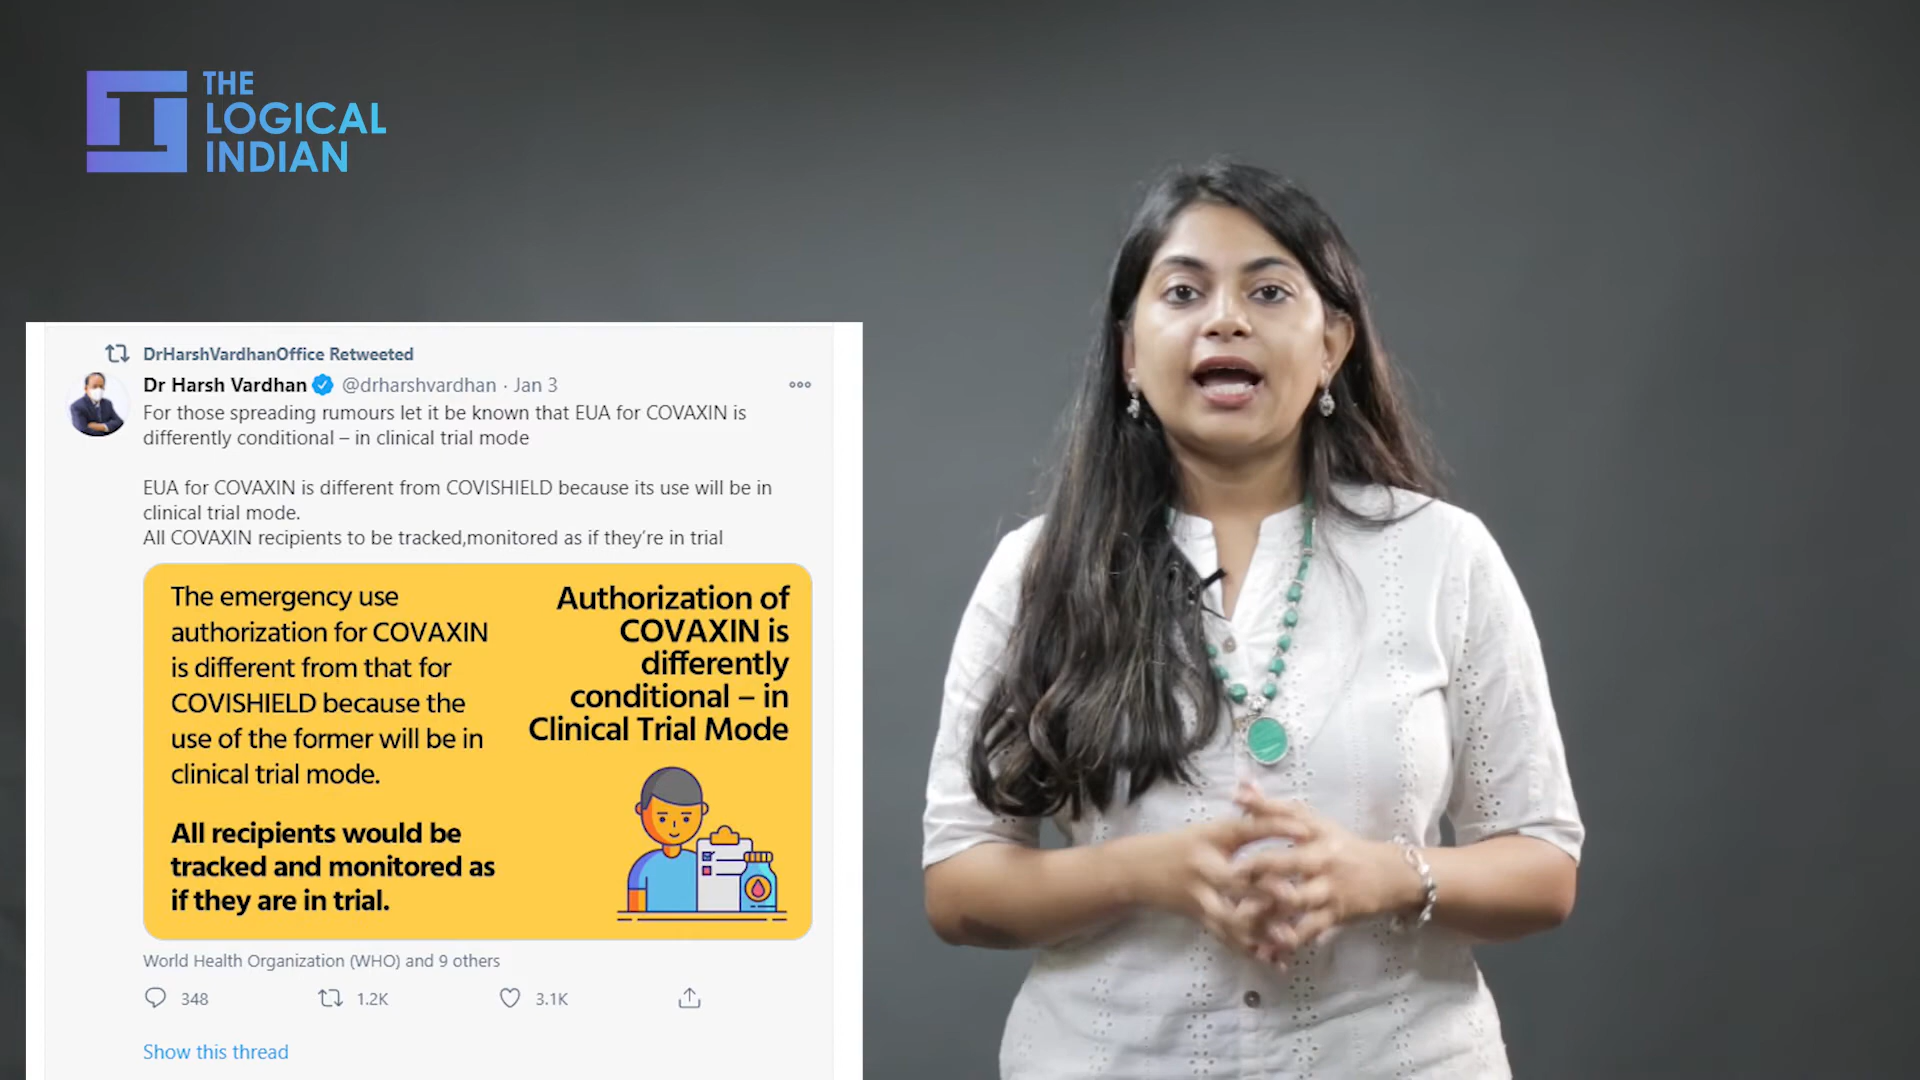 THE
LOGICAL
INDIAN
DrHarshVardhanOffice Retweeted
Dr Harsh Vardhan @drharshvardhan · Jan 3
For those spreading rumours let it be known that EUA for COVAXIN is
differently conditional – in clinical trial mode
EUA for COVAXIN is different from COVISHIELD because its use will be in
clinical trial mode.
All COVAXIN recipients to be tracked,monitored as if they’re in trial
The emergency use
authorization for COVAXIN
is different from that for
COVISHIELD because the
use of the former will be in
clinical trial mode.
All recipients would be
tracked and monitored as
if they are in trial.
Authorization of
COVAXIN is
differently
conditional – in
Clinical Trial Mode
World Health Organization (WHO) and 9 others
348 1.2K 3.1K
Show this thread